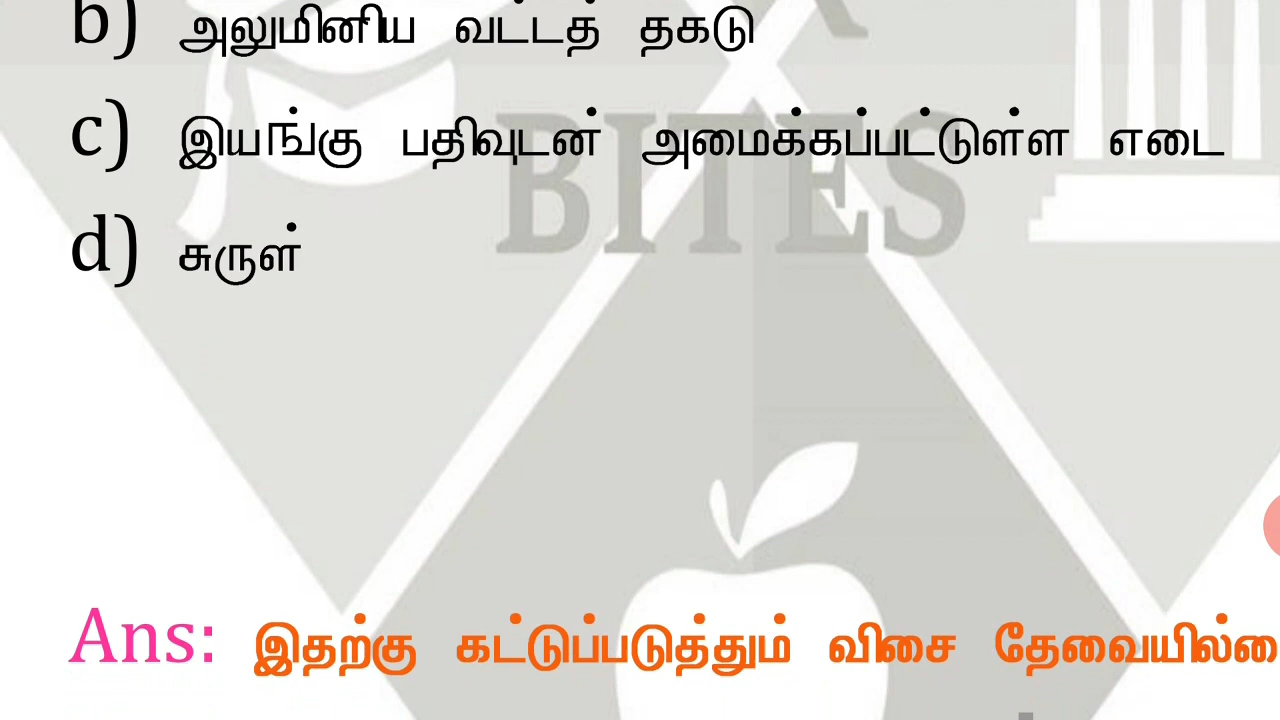 b) அலுமினிய வட்டத் தகடு
BITES
c) இயங்கு பதிவுடன் அமைக்கப்பட்டுள்ள எடை
d) சுருள்
Ans: இதற்கு கட்டுப்படுத்தும் விசை தேவையில்லை